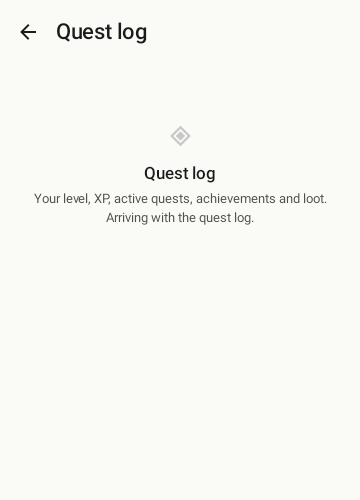 Quest log
Quest log
Your level, XP, active quests, achievements and loot.
Arriving with the quest log.